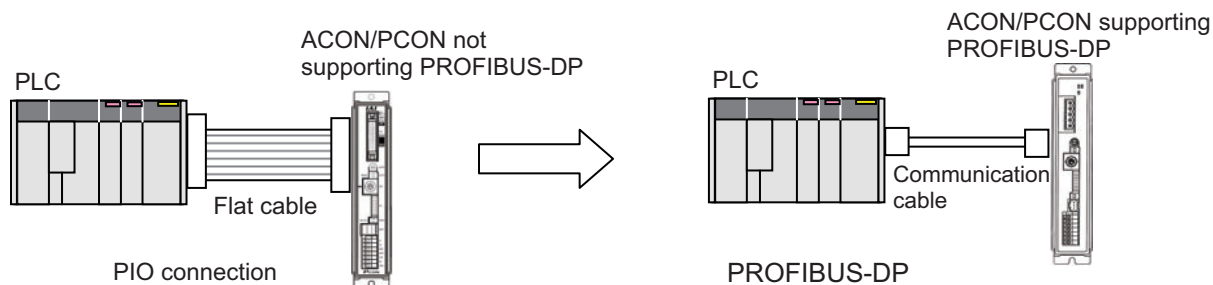 ACON/PCON not
supporting PROFIBUS-DP
PLC
Flat cable
PIO connection
ACON/PCON supporting
PROFIBUS-DP
PLC
Communication
cable
PROFIBUS-DP